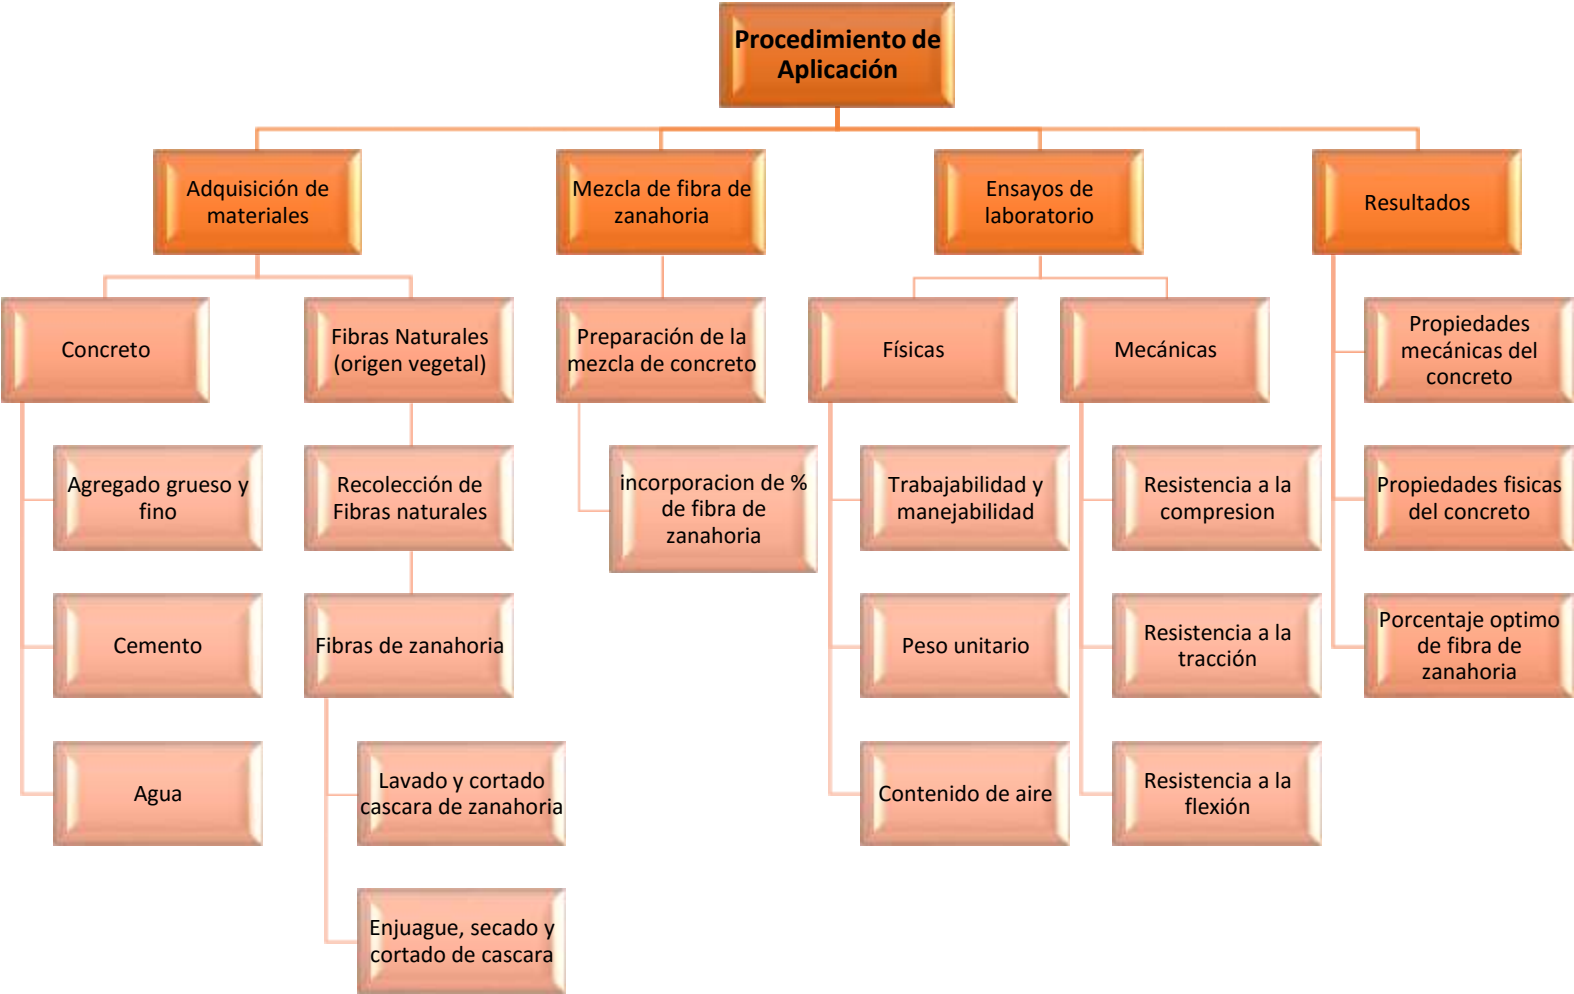 Procedimiento de
Aplicación
Adquisición de
materiales
Mezcla de fibra de
zanahoria
Ensayos de
laboratorio
Resultados
Concreto
Fibras Naturales
(origen vegetal)
Preparación de la
mezcla de concreto
Físicas
Mecánicas
Propiedades
mecánicas del
concreto
Agregado grueso y
fino
Recolección de
Fibras naturales
incorporacion de %
de fibra de
zanahoria
Trabajabilidad y
manejabilidad
Resistencia a la
compresion
Propiedades fisicas
del concreto
Cemento
Fibras de zanahoria
Peso unitario
Resistencia a la
tracción
Porcentaje optimo
de fibra de
zanahoria
Agua
Lavado y cortado
cascara de zanahoria
Contenido de aire
Resistencia a la
flexión
Enjuague, secado y
cortado de cascara